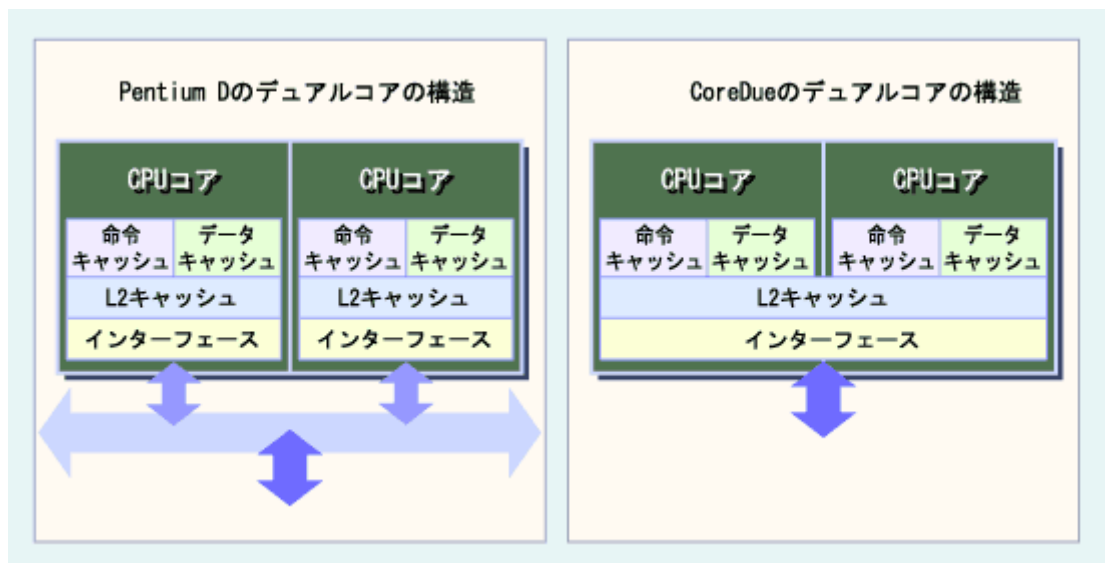 Pentium Dのデュアルコアの構造
CPUコア
CPUコア
命令
キャッシュ
データ
キャッシュ
命令
キャッシュ
データ
キャッシュ
L2キャッシュ
L2キャッシュ
インターフェース
インターフェース
CoreDueのデュアルコアの構造
CPUコア
CPUコア
命令
キャッシュ
データ
キャッシュ
命令
キャッシュ
データ
キャッシュ
L2キャッシュ
インターフェース